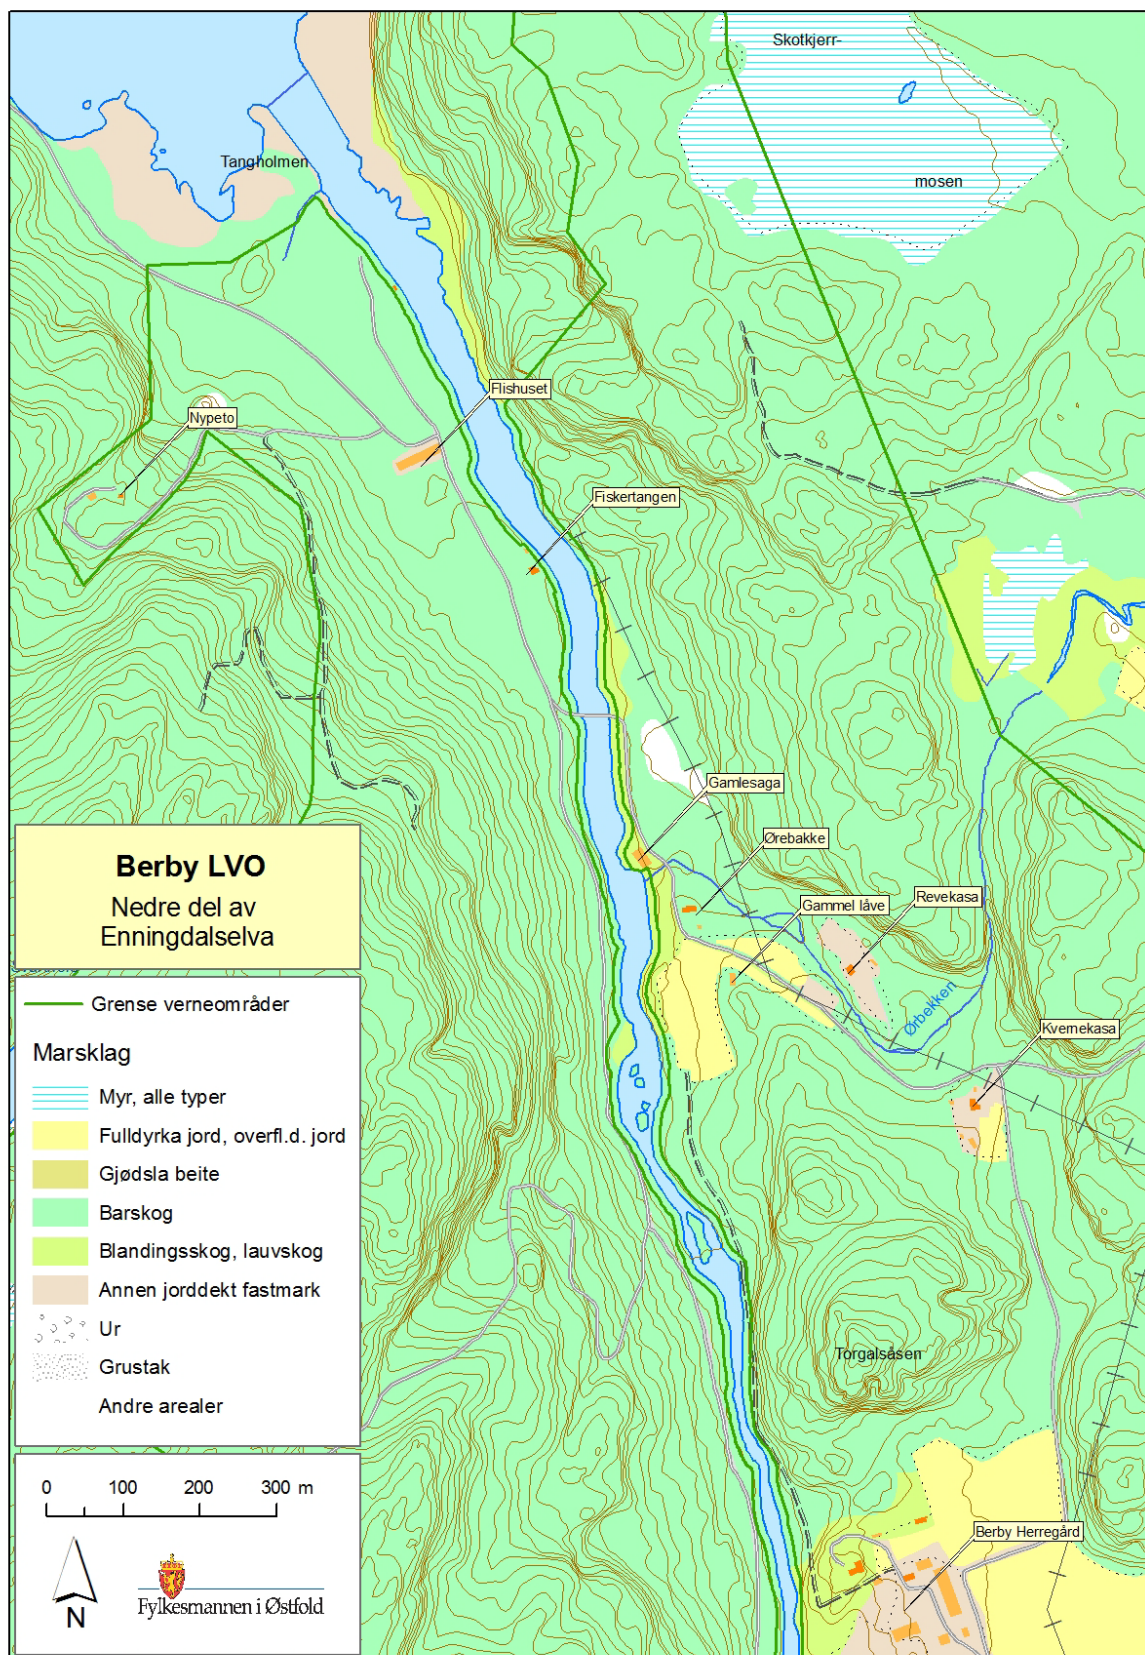 Skotkjerr-
mosen
Tangholmen
Flishuset
Nypeto
Fiskertangen
Gamlesaga
Ørebakke
Revekasa
Gammel låve
Ørbekken
Kvernekasa
Torgalsåsen
Berby Herregård
Berby LVO
Nedre del av
Enningdalselva
Grense verneområder
Marsklag
Myr, alle typer
Fulldyrka jord, overfl.d. jord
Gjødsla beite
Barskog
Blandingsskog, lauvskog
Annen jorddekt fastmark
Ur
Grustak
Andre arealer
0 100 200 300 m
N
Fylkesmannen i Østfold